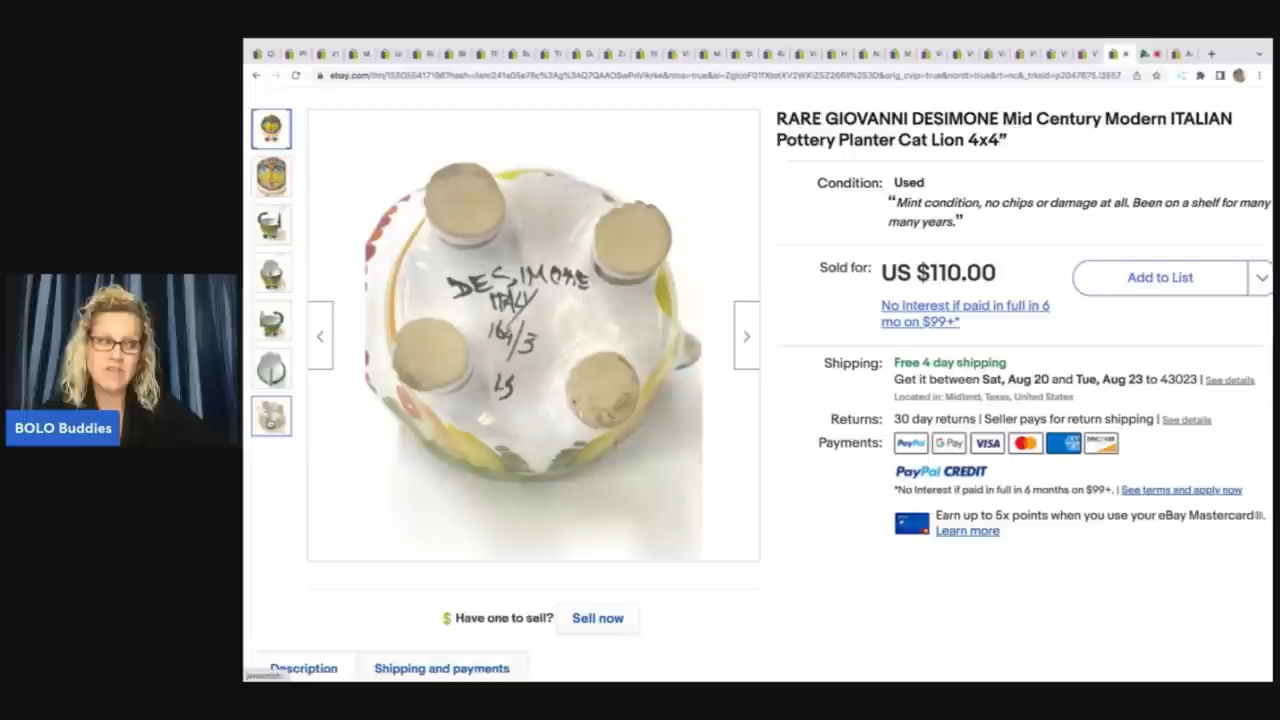 RARE GIOVANNI DESIMONE Mid Century Modern ITALIAN
Pottery Planter Cat Lion 4x4”
Condition: Used
“Mint condition, no chips or damage at all. Been on a shelf for many
many years.”
Sold for: US $110.00
Add to List
No Interest if paid in full in 6
mo on $99+*
DESIMONE
ITALY
Shipping: Free 4 day shipping
Get it between Sat, Aug 20 and Tue, Aug 23 to 43023 | See details
Located in: Midland, Texas, United States
Returns: 30 day returns | Seller pays for return shipping | See details
Payments: PayPal G Pay VISA
DISCOVER
PayPal CREDIT
*No Interest if paid in full in 6 months on $99+. | See terms and apply now
Earn up to 5x points when you use your eBay Mastercard®.
Learn more
BOLO Buddies
$ Have one to sell? Sell now
Description Shipping and payments